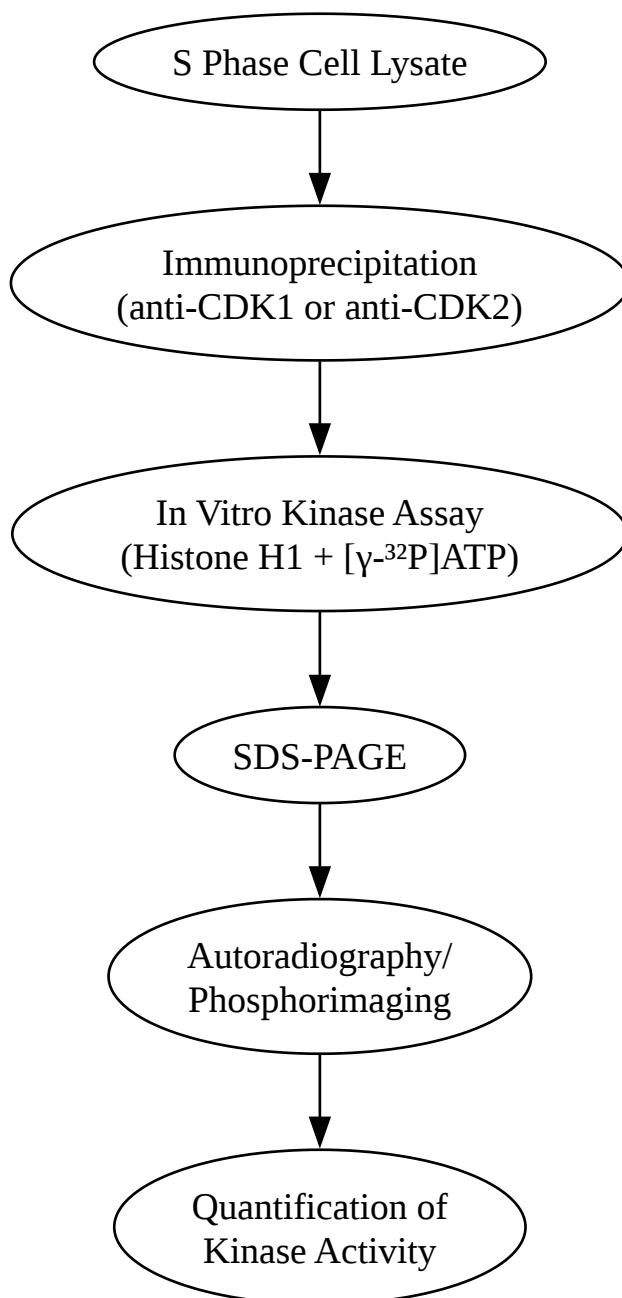 S Phase Cell Lysate
Immunoprecipitation
(anti-CDK1 or anti-CDK2)
In Vitro Kinase Assay
(Histone H1 + [γ-³²P]ATP)
SDS-PAGE
Autoradiography/
Phosphorimaging
Quantification of
Kinase Activity